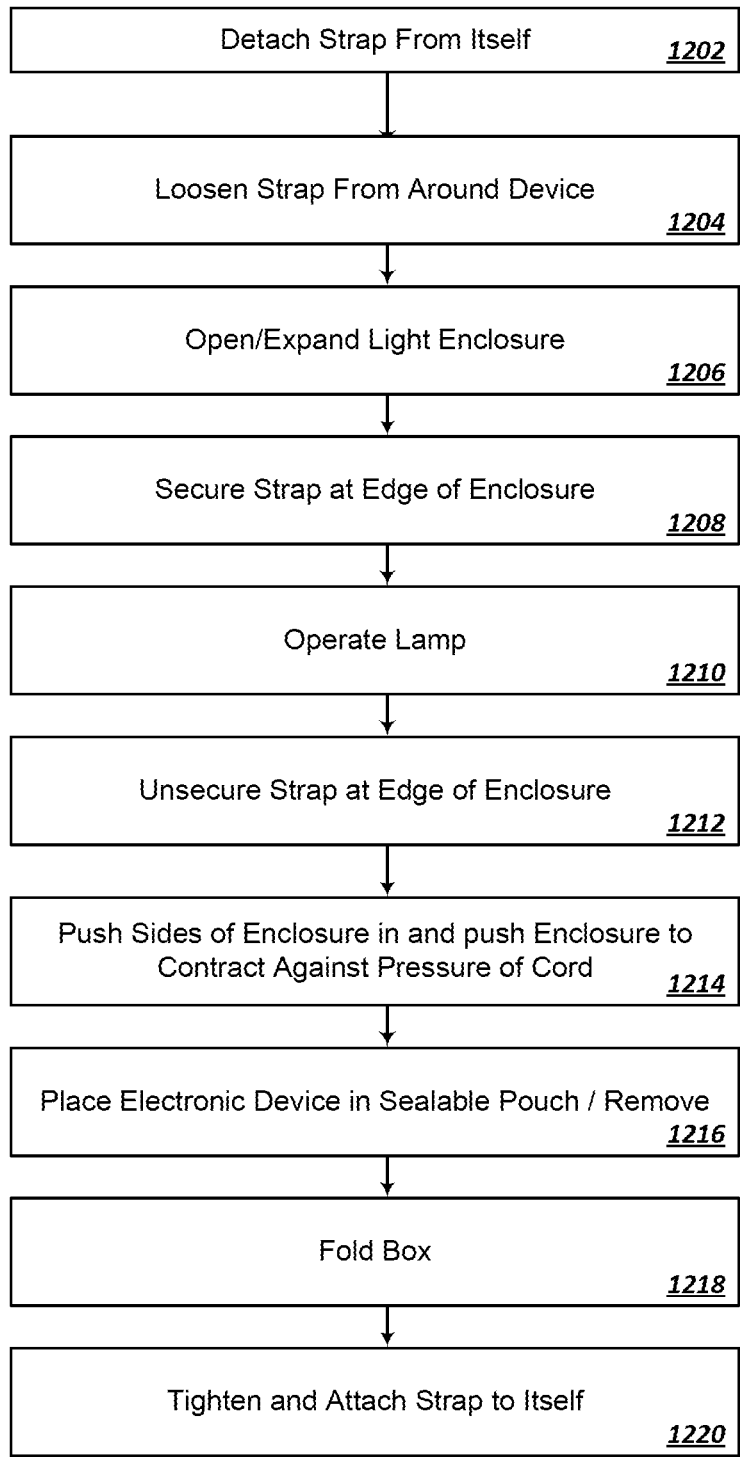 Detach Strap From Itself
1202
Loosen Strap From Around Device
1204
Open/Expand Light Enclosure
1206
Secure Strap at Edge of Enclosure
1208
Operate Lamp
1210
Unsecure Strap at Edge of Enclosure
1212
Push Sides of Enclosure in and push Enclosure to
Contract Against Pressure of Cord
1214
Place Electronic Device in Sealable Pouch / Remove
1216
Fold Box
1218
Tighten and Attach Strap to Itself
1220